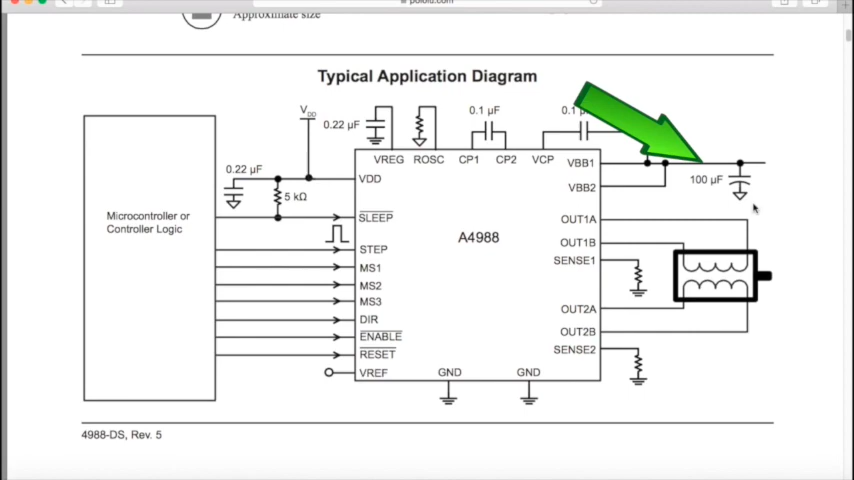 Approximate size
Typical Application Diagram
VDD
0.22 µF
0.1 µF
0.1
VREG
ROSC
CP1
CP2
VCP
VBB1
0.22 µF
5 kΩ
VDD
VBB2
100 µF
Microcontroller or
Controller Logic
SLEEP
A4988
OUT1A
STEP
OUT1B
MS1
SENSE1
MS2
MS3
DIR
OUT2A
ENABLE
OUT2B
RESET
SENSE2
VREF
GND
GND
4988-DS, Rev. 5